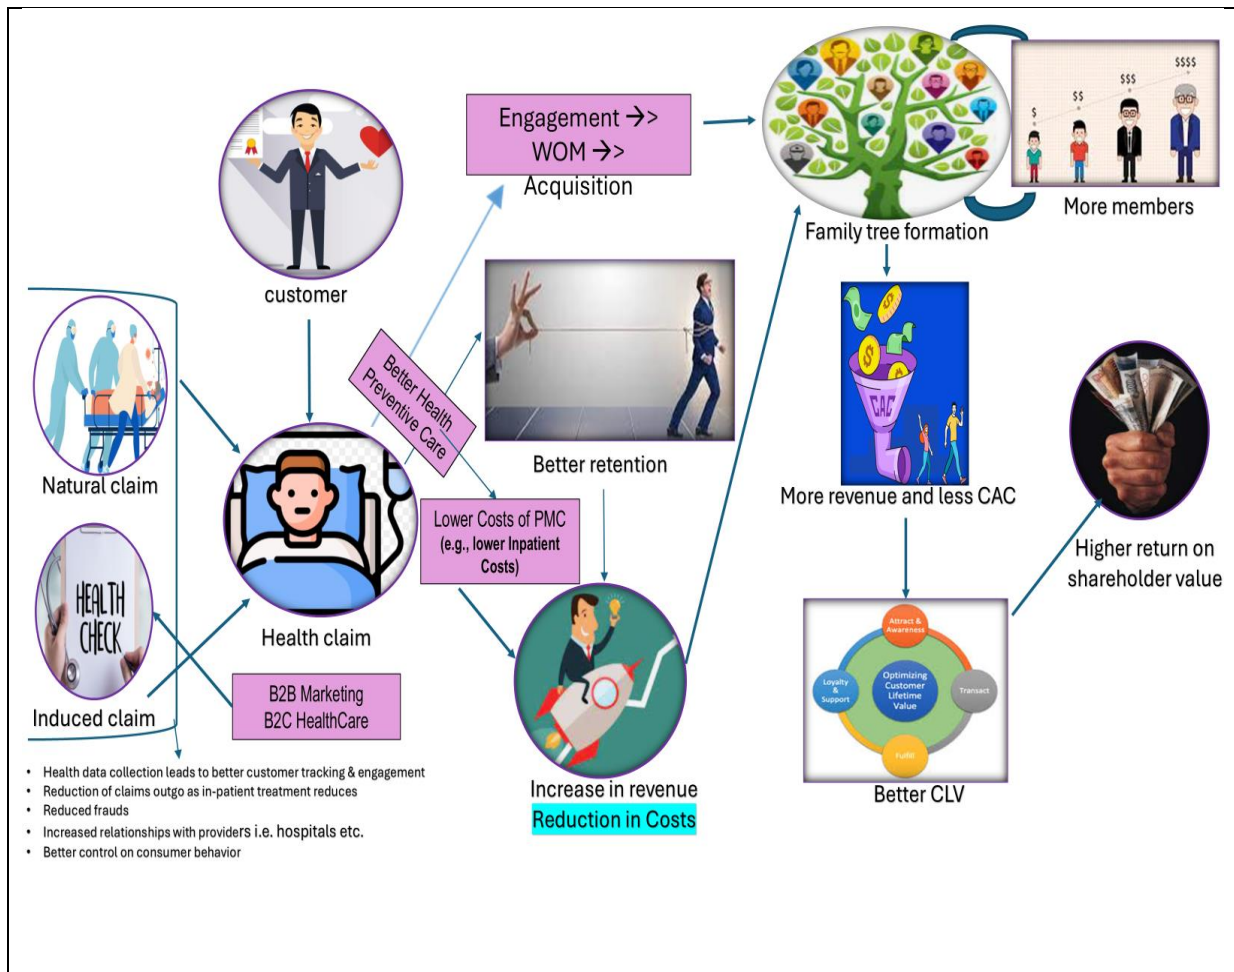 customer
Natural claim
HEALTH
CHECK
Induced claim
Health claim
B2B Marketing
B2C HealthCare
• Health data collection leads to better customer tracking & engagement
• Reduction of claims outgo as in-patient treatment reduces
• Reduced frauds
• Increased relationships with providers i.e. hospitals etc.
• Better control on consumer behavior
Better Health
Preventive Care
Engagement →>
WOM →>
Acquisition
Better retention
Lower Costs of PMC
(e.g., lower Inpatient
Costs)
Increase in revenue
Reduction in Costs
Family tree formation
$
$$
$$$
$$$$
More members
CAC
More revenue and less CAC
Attract &
Awareness
Loyalty
&
Support
Optimizing
Customer
Lifetime
Value
Transact
Fulfill
Better CLV
Higher return on
shareholder value